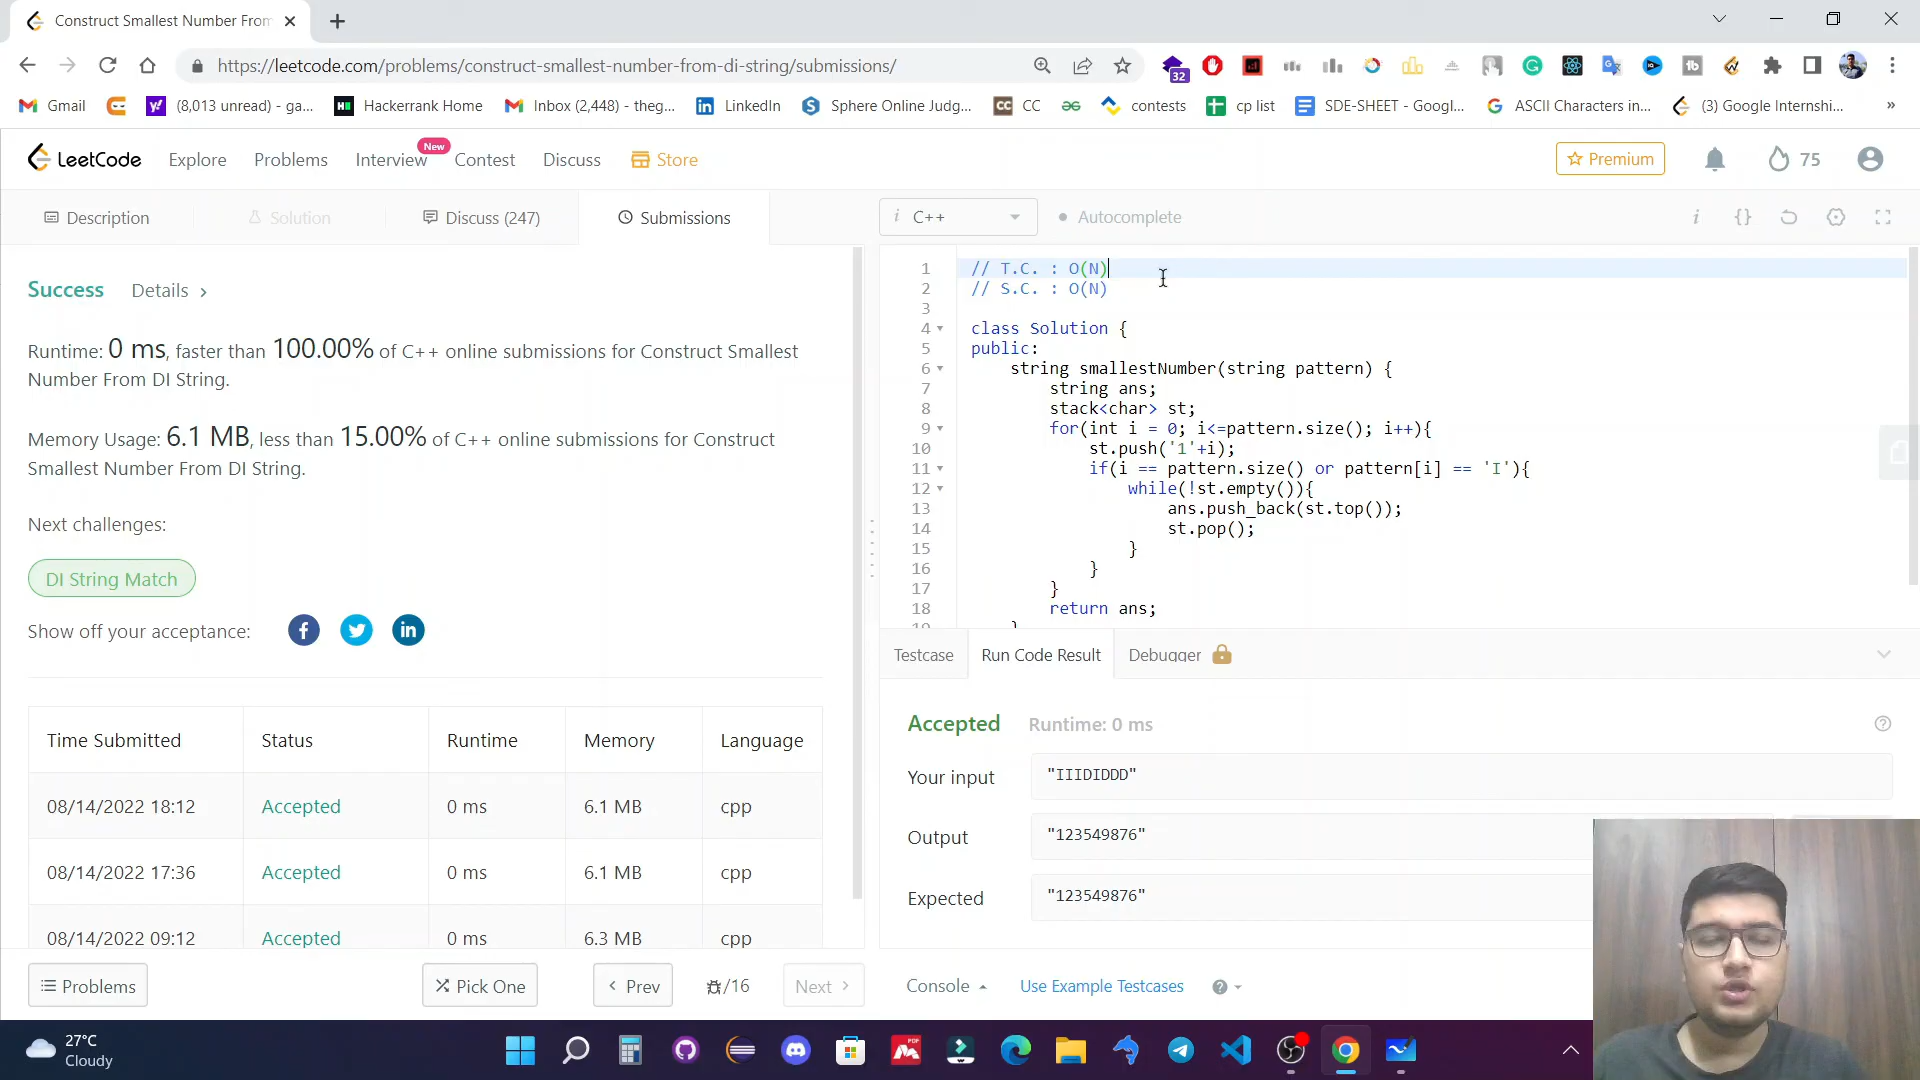 Construct Smallest Number From
https://leetcode.com/problems/construct-smallest-number-from-di-string/submissions/
32
Gmail
(8,013 unread) - ga...
Hackerrank Home
Inbox (2,448) - theg...
LinkedIn
Sphere Online Judg...
CC
contests
cp list
SDE-SHEET - Googl...
ASCII Characters in...
(3) Google Internshi...
»
LeetCode
Explore
Problems
Interview
New
Contest
Discuss
Store
Premium
75
Description
Solution
Discuss (247)
Submissions
C++
Autocomplete
Success
Details
Runtime: 0 ms, faster than 100.00% of C++ online submissions for Construct Smallest
Number From DI String.
Memory Usage: 6.1 MB, less than 15.00% of C++ online submissions for Construct
Smallest Number From DI String.
Next challenges:
DI String Match
Show off your acceptance:
Time Submitted Status Runtime Memory Language
08/14/2022 18:12 Accepted 0 ms 6.1 MB cpp
08/14/2022 17:36 Accepted 0 ms 6.1 MB cpp
08/14/2022 09:12 Accepted 0 ms 6.3 MB cpp
Problems
Pick One
Prev
/16
Next
1 // T.C. : O(N)
2 // S.C. : O(N)
3
4 class Solution {
5 public:
6 string smallestNumber(string pattern) {
7 string ans;
8 stack<char> st;
9 for(int i = 0; i<=pattern.size(); i++){
10 st.push('1'+i);
11 if(i == pattern.size() or pattern[i] == 'I'){
12 while(!st.empty()){
13 ans.push_back(st.top());
14 st.pop();
15 }
16 }
17 }
18 return ans;
19 }
Testcase
Run Code Result
Debugger
Accepted
Runtime: 0 ms
Your input
"IIIDIDDD"
Output
"123549876"
Expected
"123549876"
Console
Use Example Testcases
27°C
Cloudy